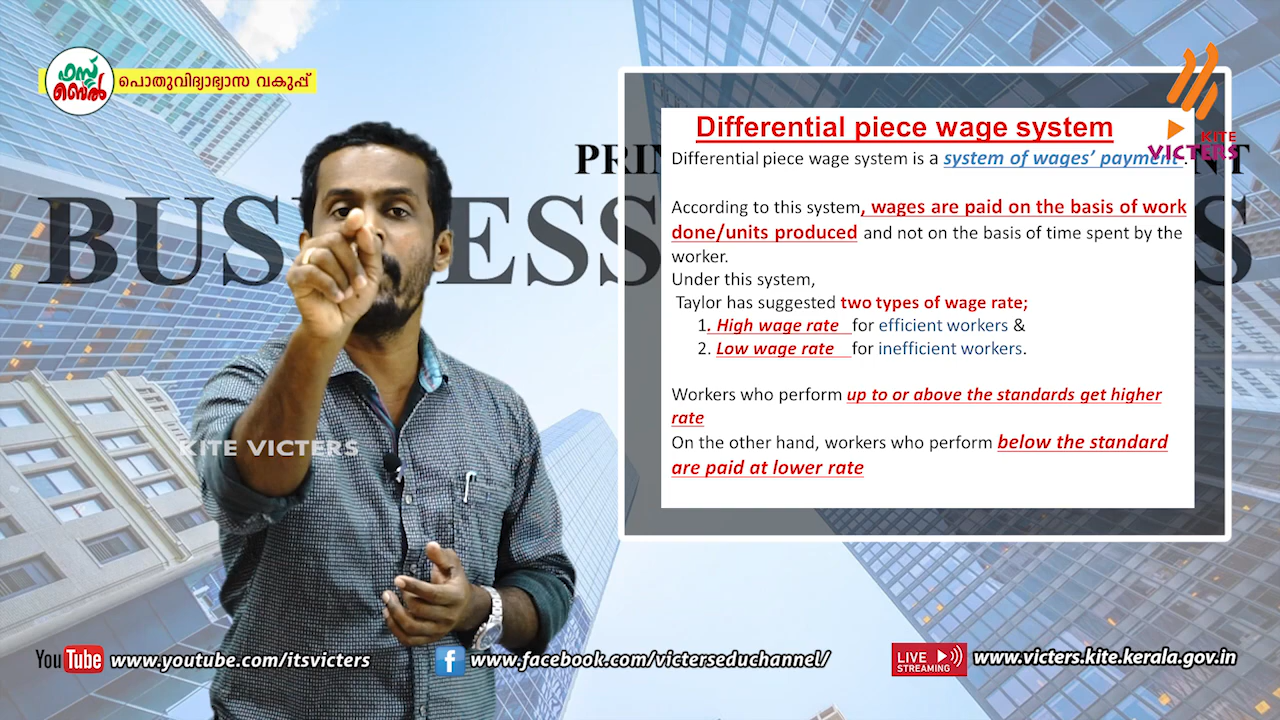 ഫസ്റ്റ്
ബെൽ
പൊതുവിദ്യാഭ്യാസ വകുപ്പ്
KITE
VICTERS
Differential piece wage system
Differential piece wage system is a system of wages’ payment .
According to this system, wages are paid on the basis of work
done/units produced and not on the basis of time spent by the
worker.
Under this system,
Taylor has suggested two types of wage rate;
1. High wage rate for efficient workers &
2. Low wage rate for inefficient workers.
Workers who perform up to or above the standards get higher
rate
On the other hand, workers who perform below the standard
are paid at lower rate
KITE VICTERS
YouTube www.youtube.com/itsvicters
f www.facebook.com/victerseduchannel/
LIVE
STREAMING
www.victers.kite.kerala.gov.in